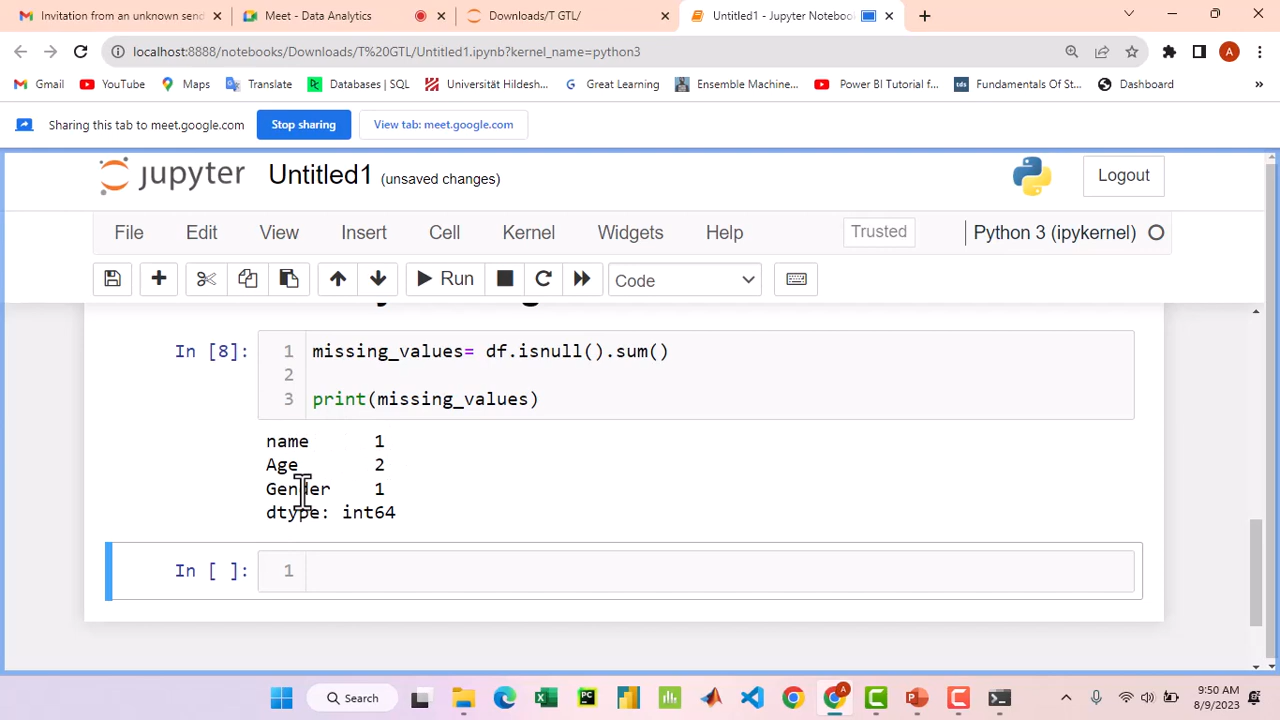 Invitation from an unknown send
Meet - Data Analytics
Downloads/T GTL/
Untitled1 - Jupyter Notebook
localhost:8888/notebooks/Downloads/T%20GTL/Untitled1.ipynb?kernel_name=python3
A
Gmail
YouTube
Maps
Translate
Databases | SQL
Universität Hildesh...
Great Learning
Ensemble Machine...
Power BI Tutorial f...
tds
Fundamentals Of St...
Dashboard
»
Sharing this tab to meet.google.com
Stop sharing
View tab: meet.google.com
jupyter
Untitled1 (unsaved changes)
Logout
File
Edit
View
Insert
Cell
Kernel
Widgets
Help
Trusted
Python 3 (ipykernel)
Run
Code
In [8]:
1 missing_values= df.isnull().sum()
2
3 print(missing_values)
name 1
Age 2
Gender 1
dtype: int64
In [ ]:
1
Search
9:50 AM
8/9/2023